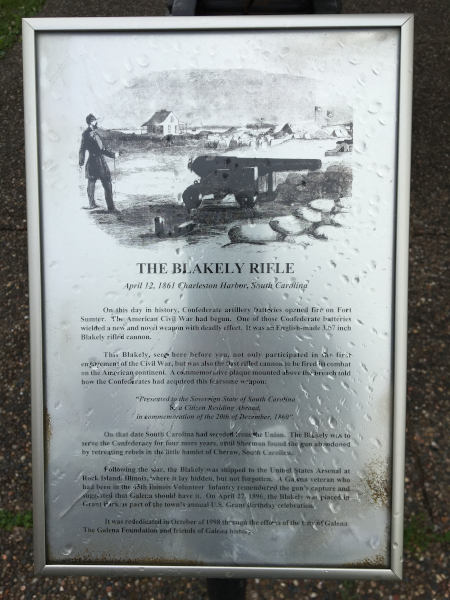 THE BLAKELY RIFLE
April 12, 1861 Charleston Harbor, South Carolina
On this day in history, Confederate artillery batteries opened fire on Fort
Sumter. The American Civil War had begun. One of those Confederate batteries
wielded a new and novel weapon with deadly effect. It was an English-made 3.67 inch
Blakely rifled cannon.
This Blakely, seen here before you, not only participated in the first
engagement of the Civil War, but was also the first rifled cannon to be fired in combat
on the American continent. A commemorative plaque mounted above the breach told
how the Confederates had acquired this fearsome weapon:
"Presented to the Sovereign State of South Carolina
by a Citizen Residing Abroad,
in commemoration of the 20th of December, 1860"
On that date South Carolina had seceded from the Union. The Blakely was to
serve the Confederacy for four more years, until Sherman found the gun abandoned
by retreating rebels in the little hamlet of Cheraw, South Carolina.
Following the war, the Blakely was shipped to the United States Arsenal at
Rock Island, Illinois, where it lay hidden, but not forgotten. A Galena veteran who
had been in the 45th Illinois Volunteer Infantry remembered the gun's capture and
suggested that Galena should have it. On April 27, 1896, the Blakely was placed in
Grant Park as part of the town's annual U.S. Grant Birthday celebration.
It was rededicated in October of 1998 through the efforts of the City of Galena
The Galena Foundation and friends of Galena history.